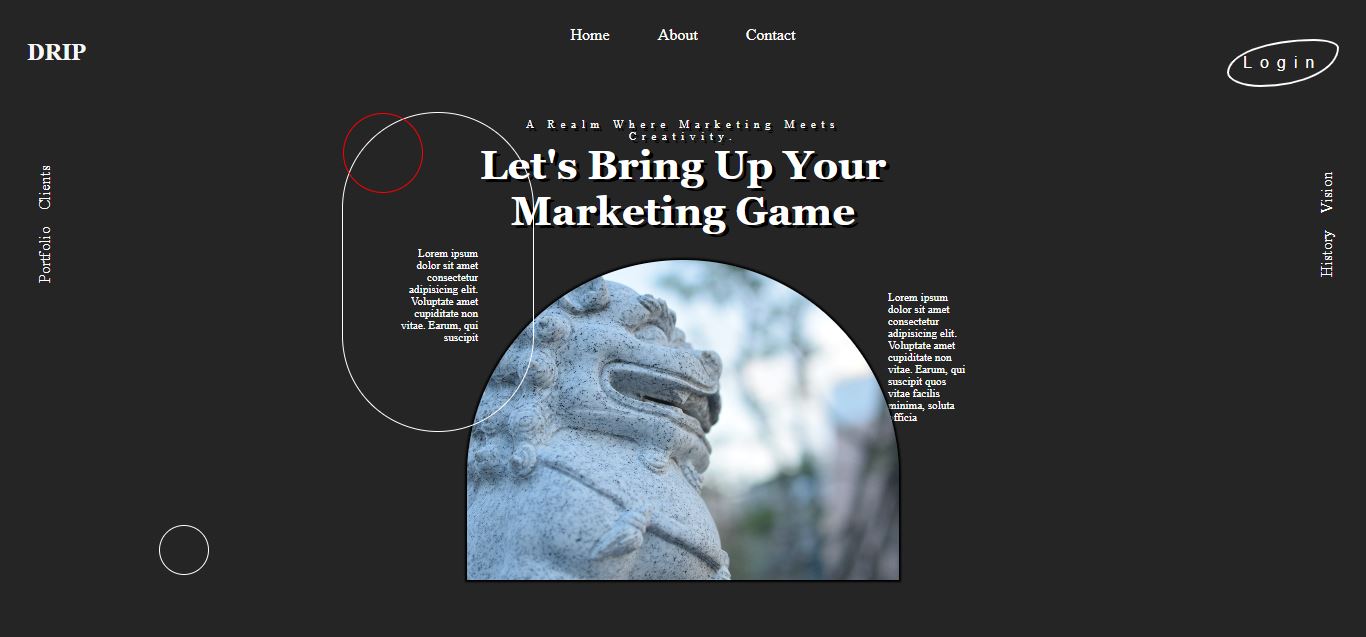 Home About Contact
DRIP
Login
A Realm Where Marketing Meets
Creativity.
Let's Bring Up Your
Marketing Game
Portfolio Clients
History Vision
Lorem ipsum
dolor sit amet
consectetur
adipisicing elit.
Voluptate amet
cupiditate non
vitae. Earum, qui
suscipit
Lorem ipsum
dolor sit amet
consectetur
adipisicing elit.
Voluptate amet
cupiditate non
vitae. Earum, qui
suscipit quos
vitae facilis
minima, soluta
fficia